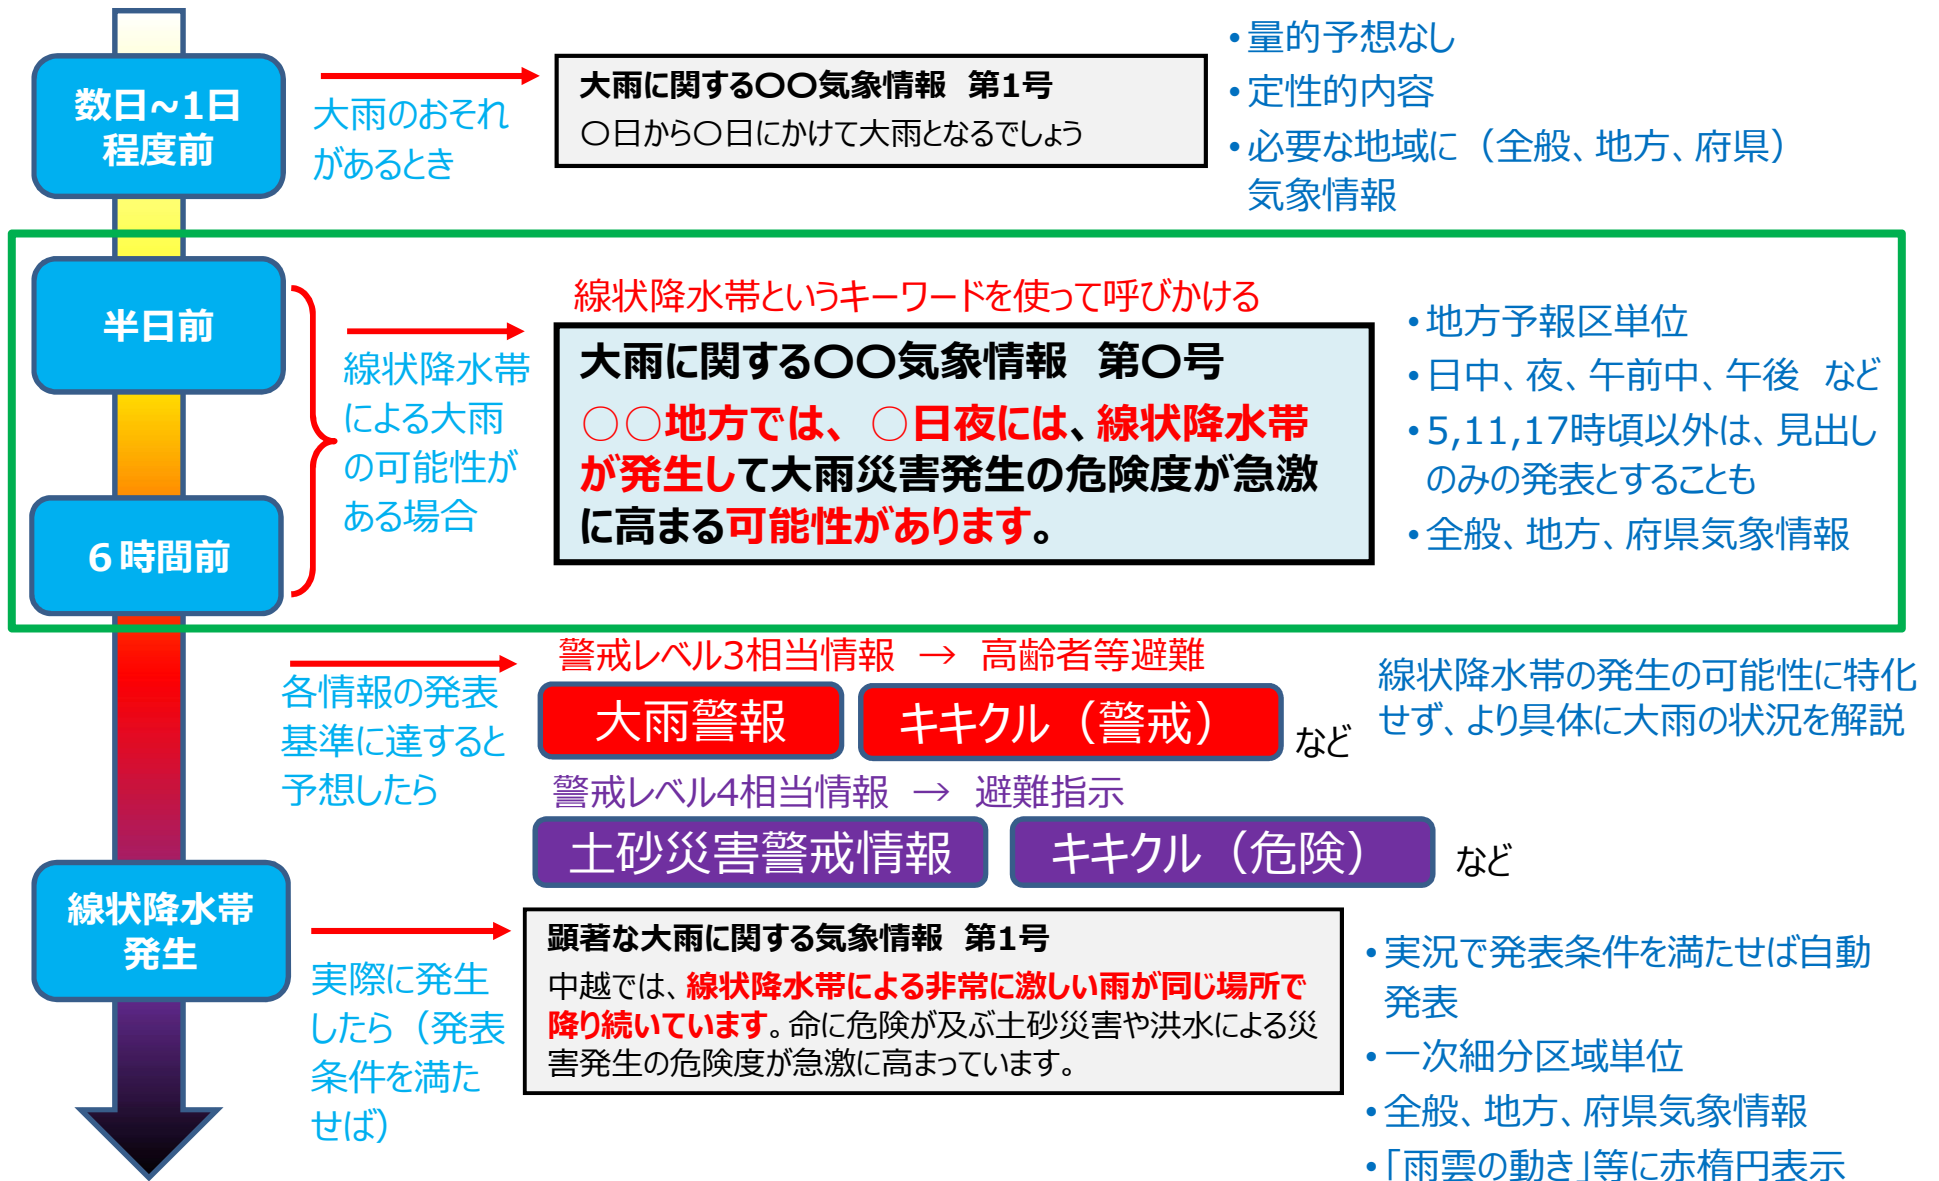 数日~1日
程度前
大雨のおそれ
があるとき
大雨に関する〇〇気象情報　第1号
〇日から〇日にかけて大雨となるでしょう
•量的予想なし
•定性的内容
•必要な地域に（全般、地方、府県）
気象情報
半日前
６時間前
線状降水帯
による大雨
の可能性が
ある場合
線状降水帯というキーワードを使って呼びかける
大雨に関する〇〇気象情報　第〇号
○○地方では、○日夜には、線状降水帯
が発生して大雨災害発生の危険度が急激
に高まる可能性があります。
•地方予報区単位
•日中、夜、午前中、午後　など
•5,11,17時頃以外は、見出し
のみの発表とすることも
•全般、地方、府県気象情報
各情報の発表
基準に達すると
予想したら
警戒レベル3相当情報　→　高齢者等避難
大雨警報
キキクル（警戒）
など
警戒レベル4相当情報　→　避難指示
土砂災害警戒情報
キキクル（危険）
など
線状降水帯の発生の可能性に特化
せず、より具体に大雨の状況を解説
線状降水帯
発生
実際に発生
したら（発表
条件を満た
せば）
顕著な大雨に関する気象情報　第1号
中越では、線状降水帯による非常に激しい雨が同じ場所で
降り続いています。命に危険が及ぶ土砂災害や洪水による災
害発生の危険度が急激に高まっています。
•実況で発表条件を満たせば自動
発表
•一次細分区域単位
•全般、地方、府県気象情報
•「雨雲の動き」等に赤楕円表示